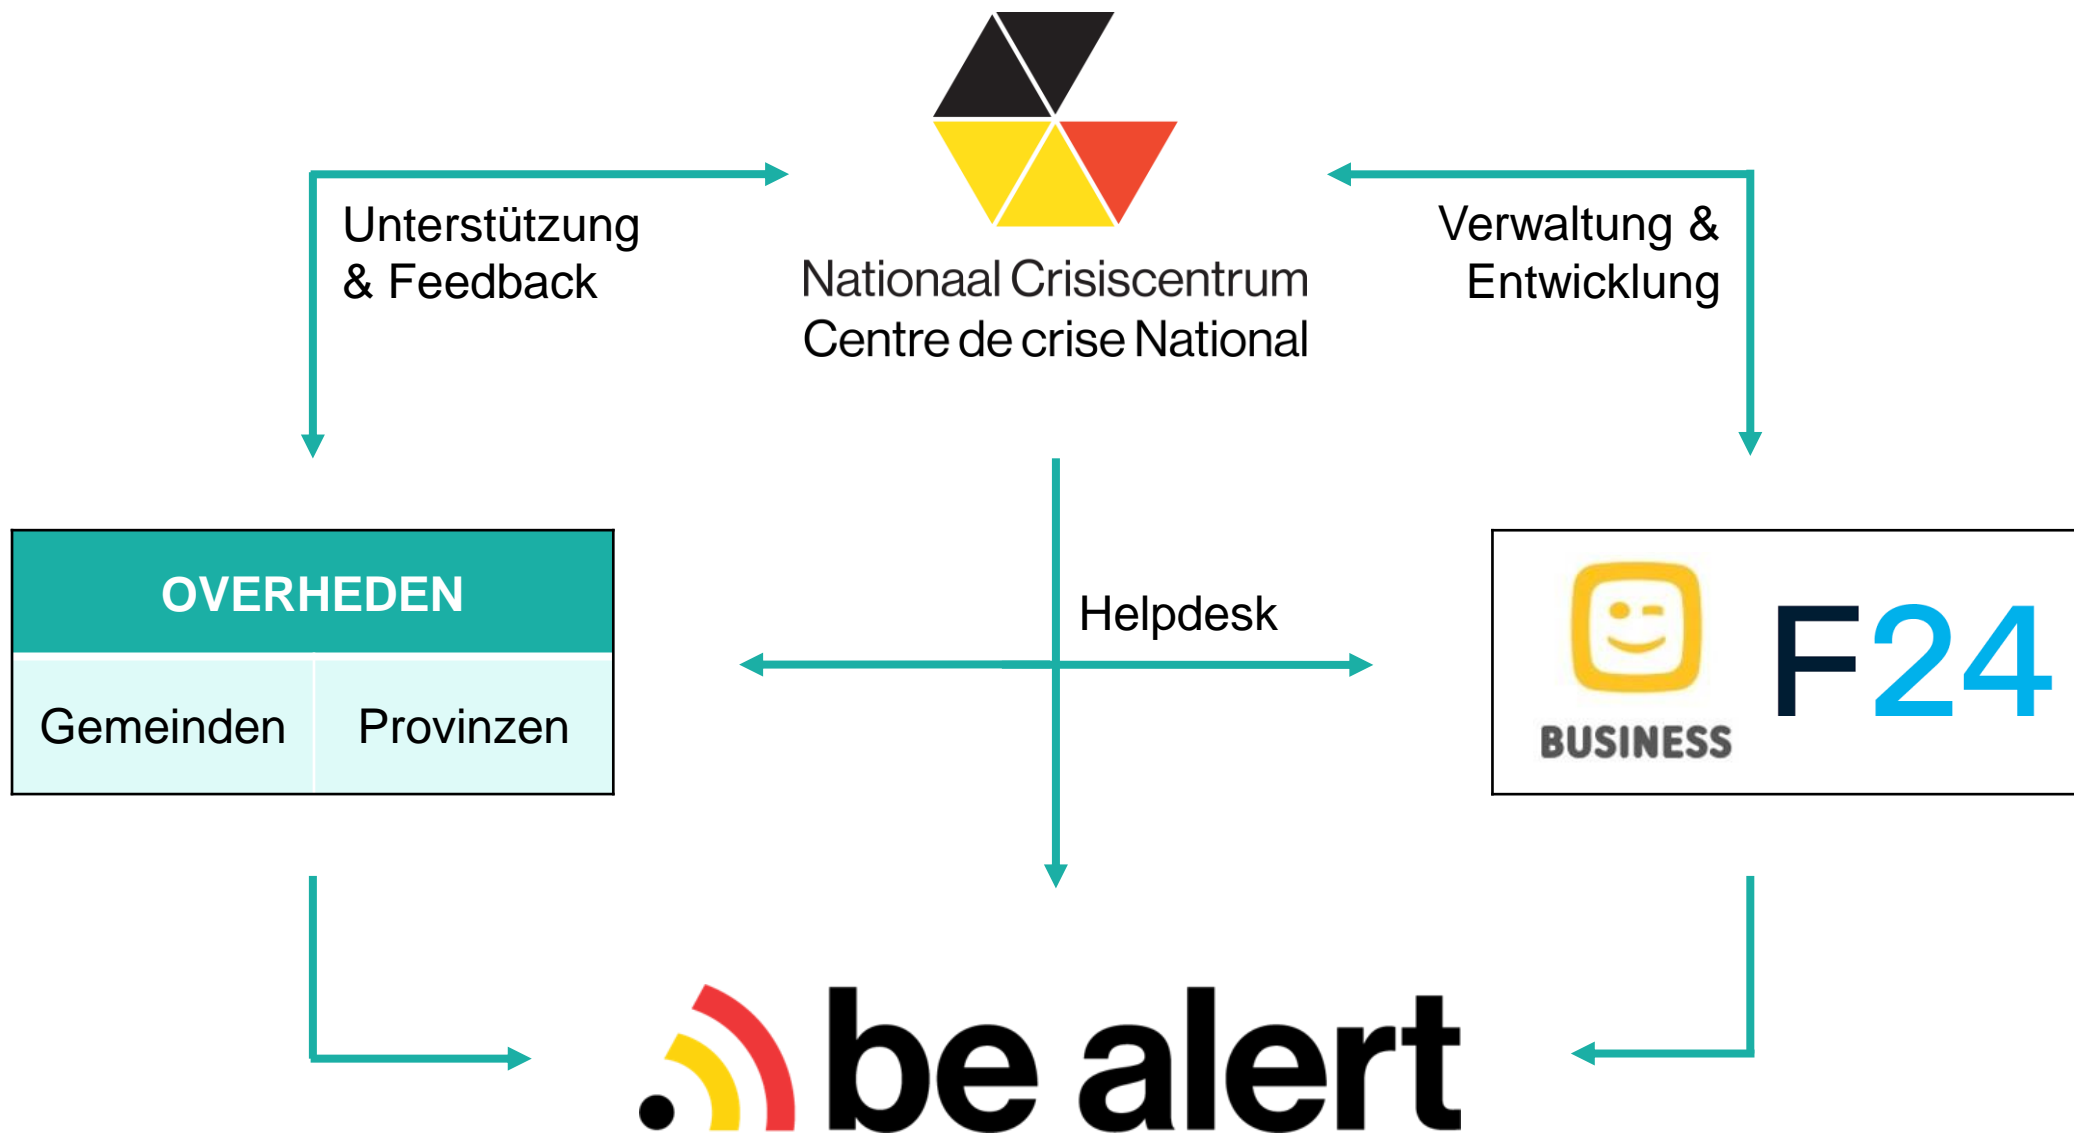 Unterstützung
& Feedback
Nationaal Crisiscentrum
Centre de crise National
Verwaltung &
Entwicklung
OVERHEDEN
Gemeinden
Provinzen
Helpdesk
BUSINESS
F24
be alert